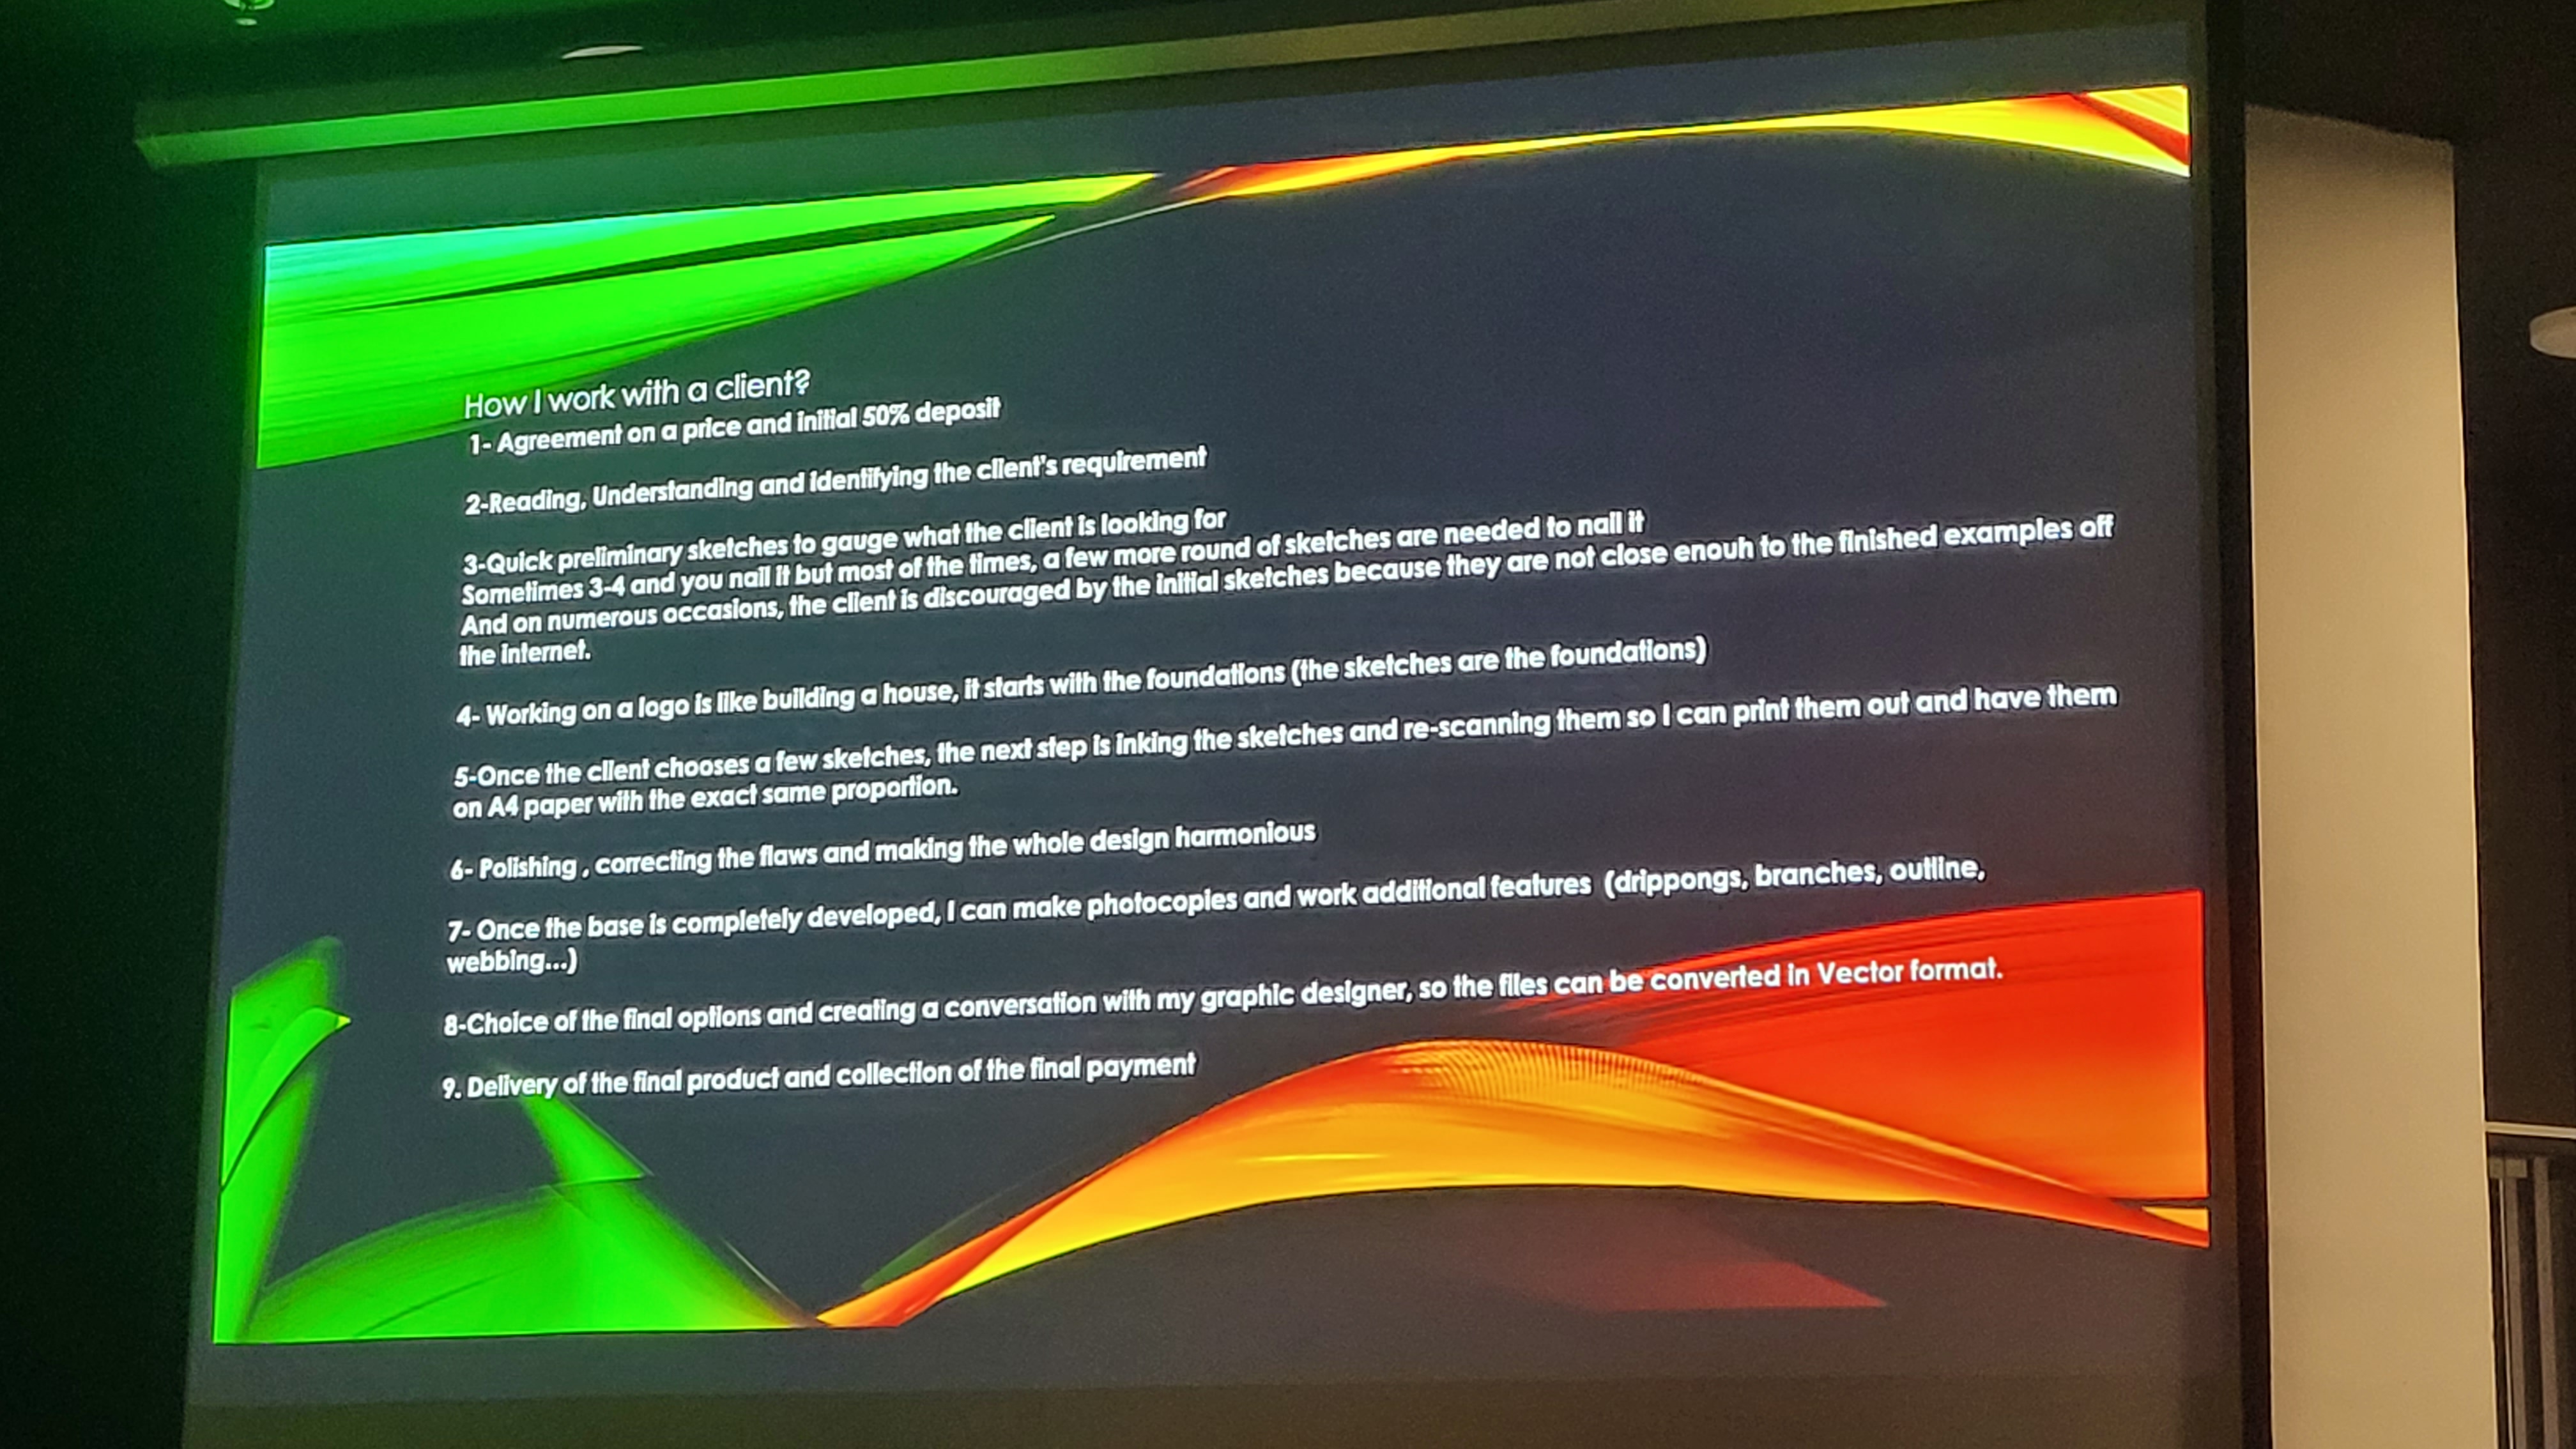 How I work with a client?
1- Agreement on a price and initial 50% deposit
2-Reading, Understanding and identifying the client's requirement
3-Quick preliminary sketches to gauge what the client is looking for
Sometimes 3-4 and you nail it but most of the times, a few more round of sketches are needed to nail it
And on numerous occasions, the client is discouraged by the initial sketches because they are not close enouh to the finished examples off
the internet.
4- Working on a logo is like building a house, it starts with the foundations (the sketches are the foundations)
5-Once the client chooses a few sketches, the next step is inking the sketches and re-scanning them so I can print them out and have them
on A4 paper with the exact same proportion.
6- Polishing , correcting the flaws and making the whole design harmonious
7- Once the base is completely developed, I can make photocopies and work additional features (drippongs, branches, outline,
webbing...)
8-Choice of the final options and creating a conversation with my graphic designer, so the files can be converted in Vector format.
9. Delivery of the final product and collection of the final payment